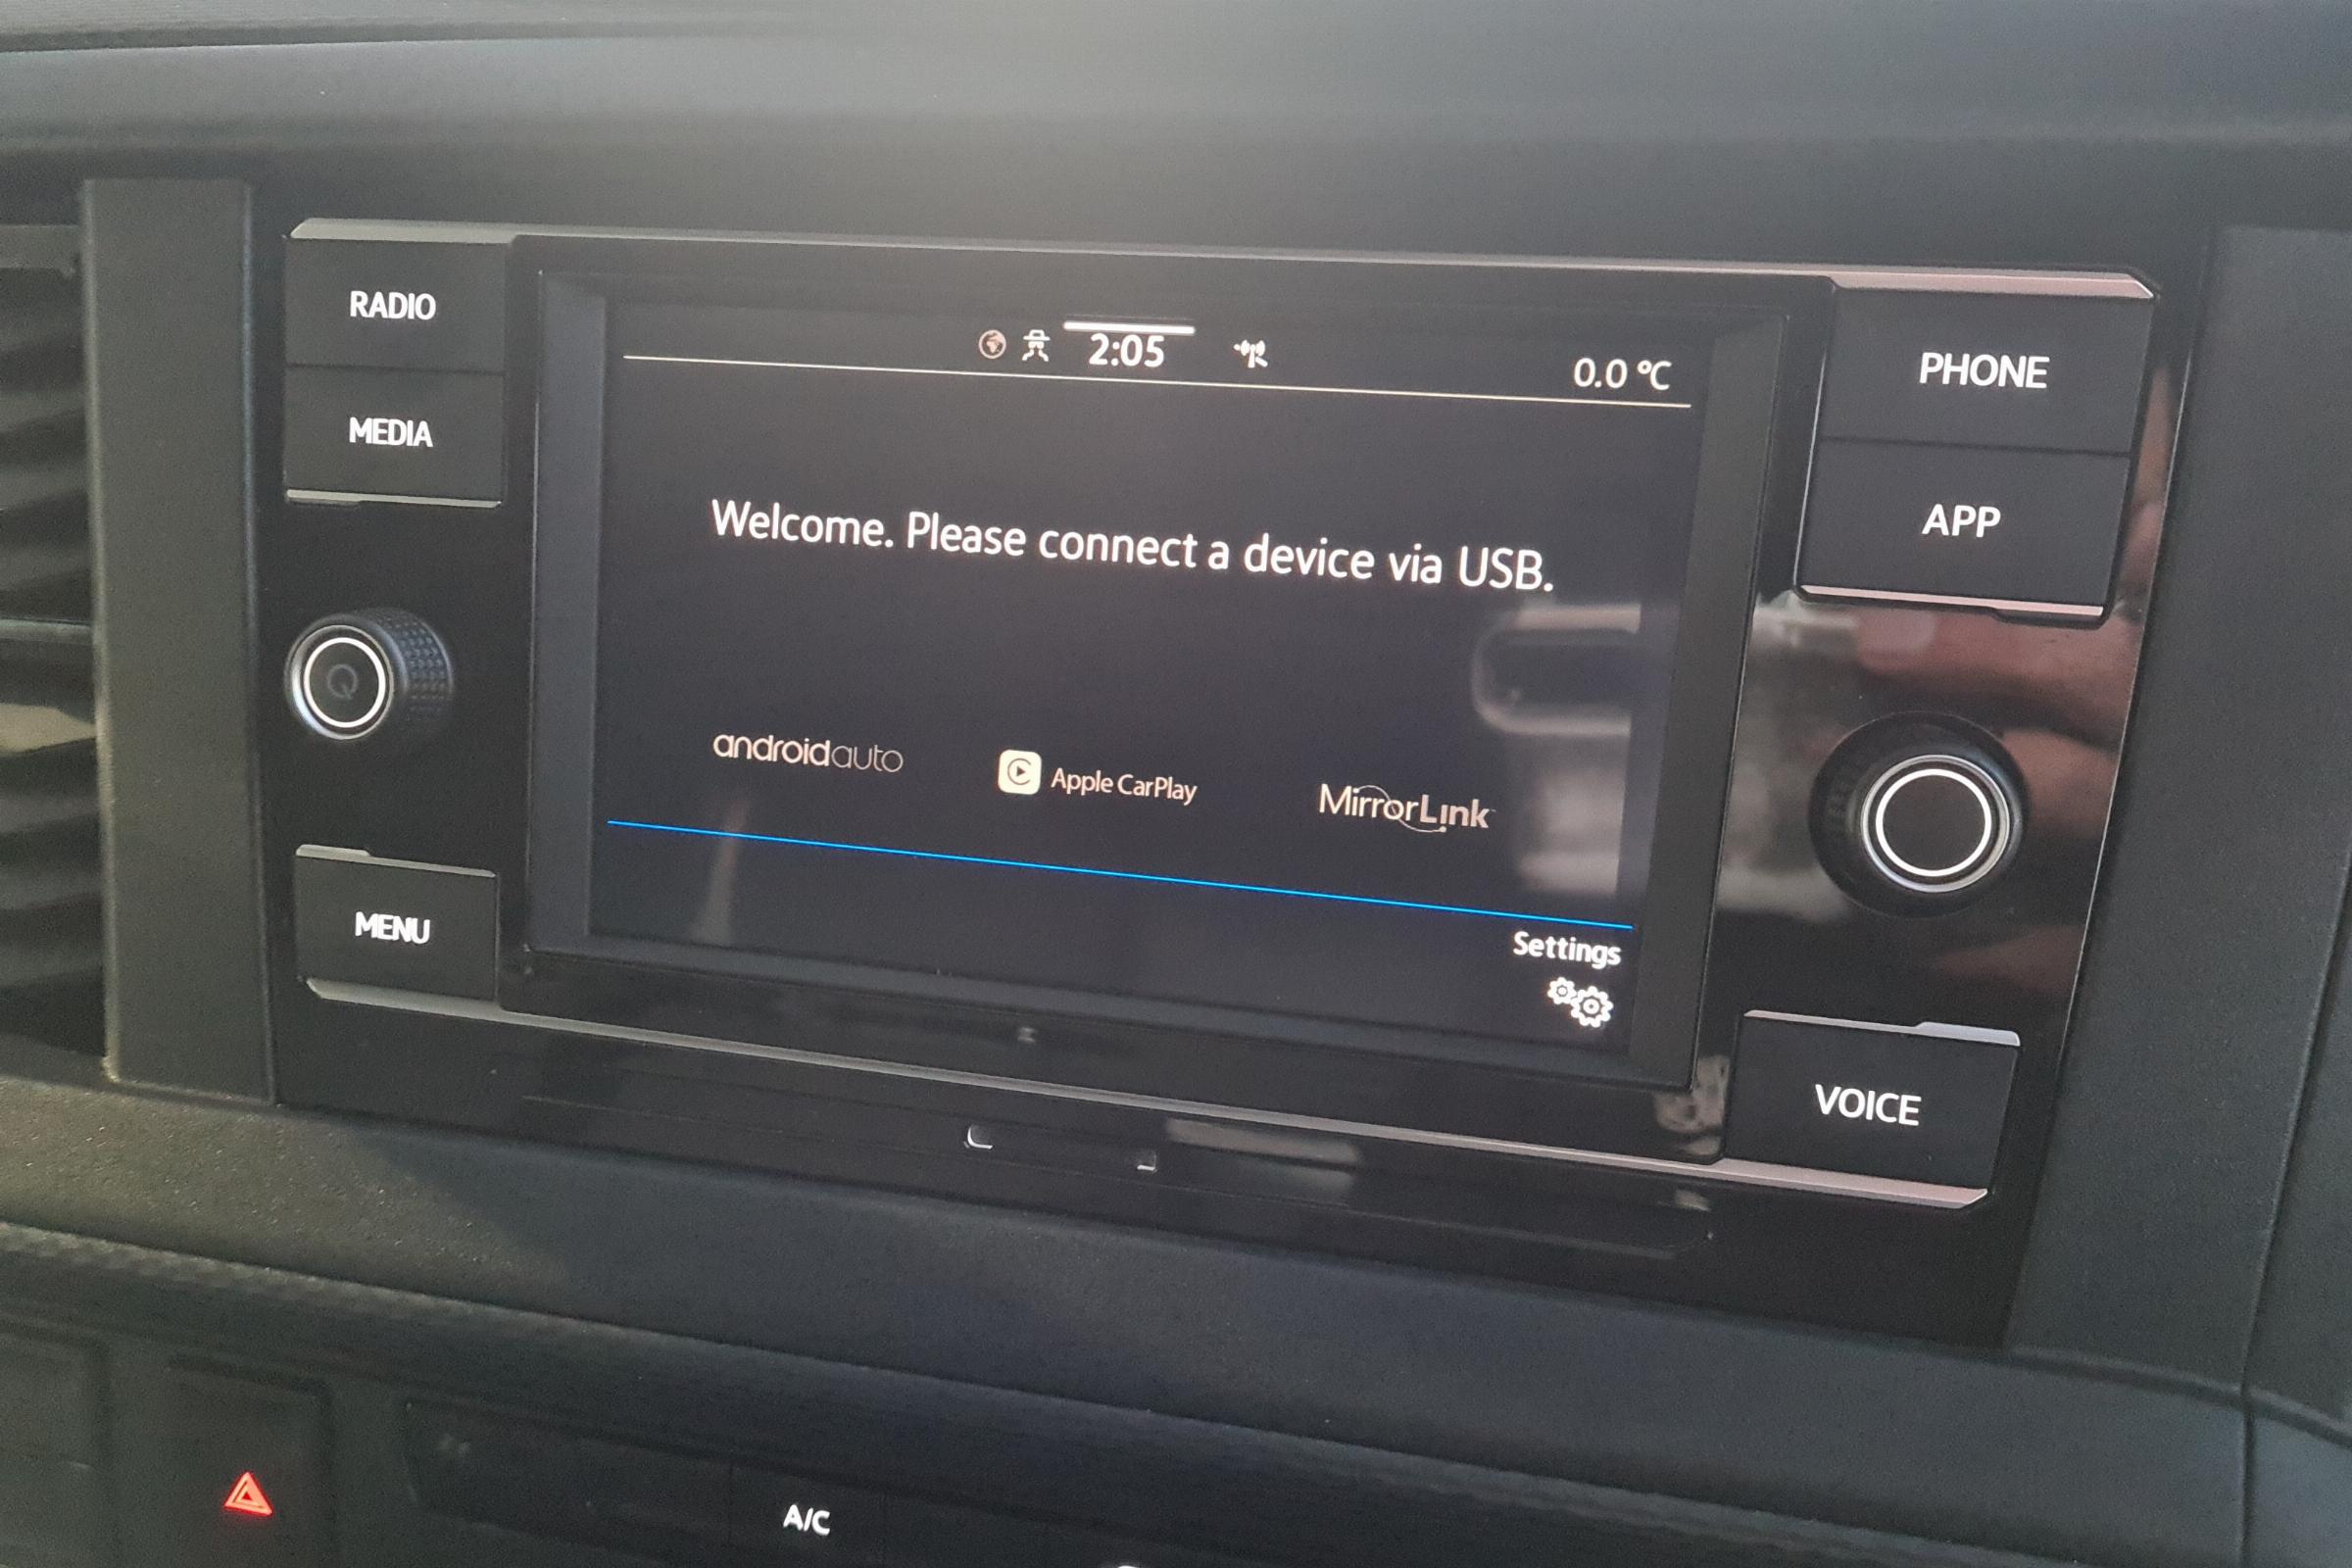 RADIO
MEDIA
MENU
2:05
0.0 °C
Welcome. Please connect a device via USB.
androidauto
Apple CarPlay
MirrorLink
Settings
PHONE
APP
VOICE
A/C